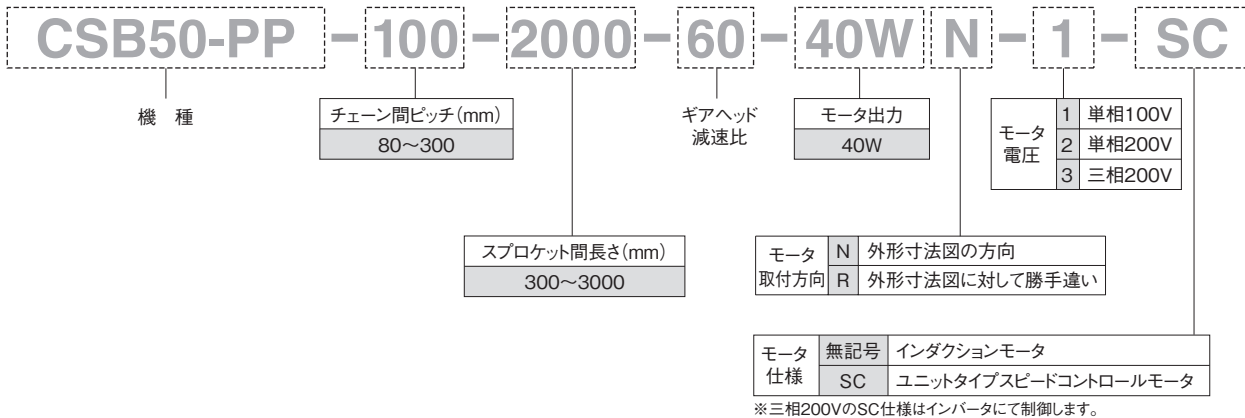 CSB50-PP-100-2000-60-40W N-1-SC
機 種
チェーン間ピッチ(mm)
80〜300
ギアヘッド
減速比
モータ出力
40W
モータ
電圧
1 単相100V
2 単相200V
3 三相200V
スプロケット間長さ(mm)
300〜3000
モータ
取付方向
N 外形寸法図の方向
R 外形寸法図に対して勝手違い
モータ
仕様
無記号 インダクションモータ
SC ユニットタイプスピードコントロールモータ
※三相200VのSC仕様はインバータにて制御します。